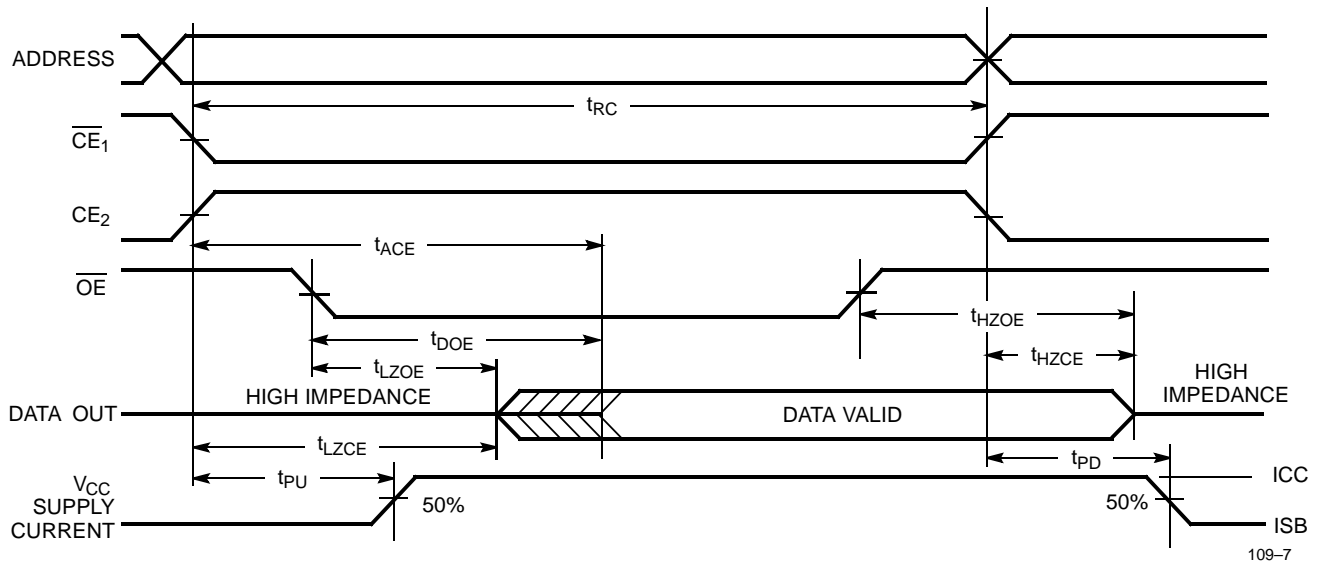 ADDRESS
tRC
CE1
CE2
tACE
OE
tHZOE
tDOE
tHZCE
tLZOE
HIGH IMPEDANCE
HIGH
IMPEDANCE
DATA OUT
DATA VALID
tLZCE
tPD
tPU
VCC
SUPPLY
CURRENT
50%
50%
ICC
ISB
109–7